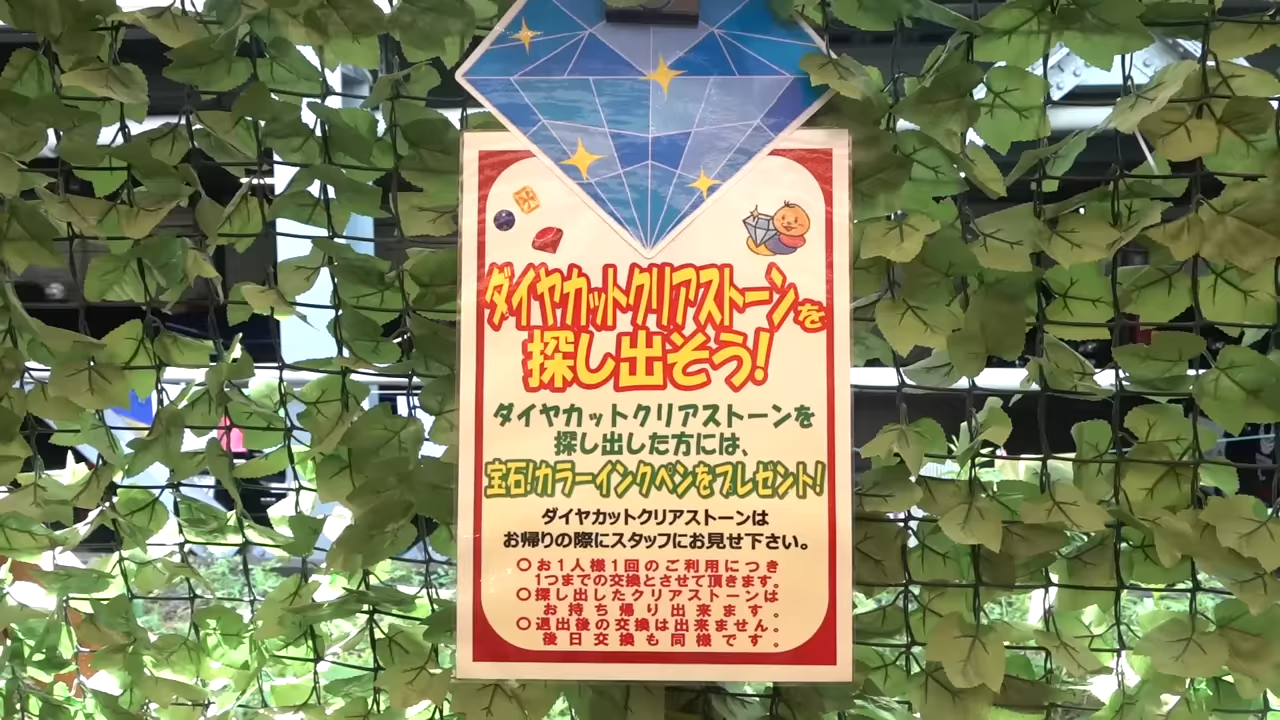 ダイヤカットクリアストーンを
探し出そう!
ダイヤカットクリアストーンを
探し出した方には、
宝石!カラーインクペンをプレゼント!
ダイヤカットクリアストーンは
お帰りの際にスタッフにお見せ下さい。
○お1人様1回のご利用につき
1つまでの交換とさせて頂きます。
○探し出したクリアストーンは
お持ち帰り出来ます。
○退出後の交換は出来ません。
後日交換も同様です。